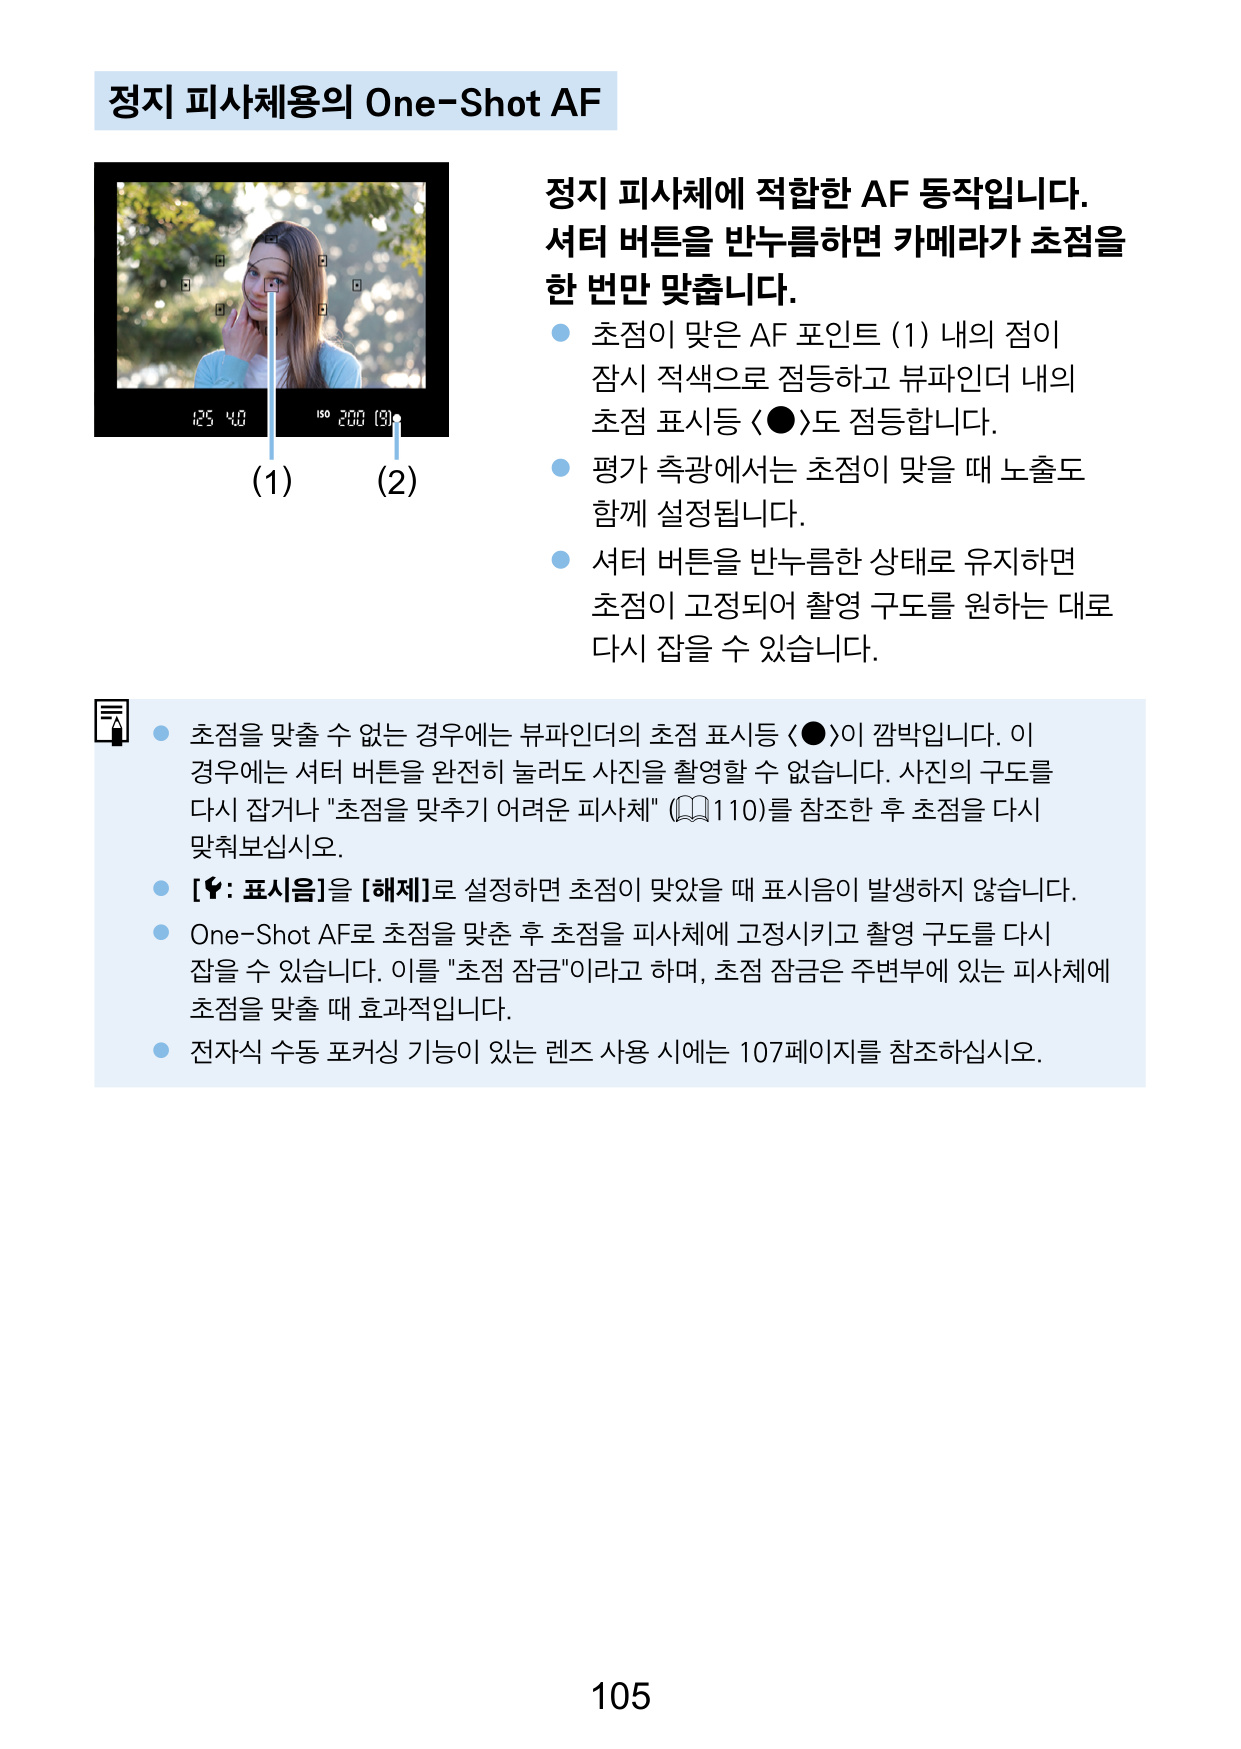 정지 피사체용의 One-Shot AF
125 4.0 ISO 200 [9]
(1) (2)
정지 피사체에 적합한 AF 동작입니다.
셔터 버튼을 반누름하면 카메라가 초점을
한 번만 맞춥니다.
● 초점이 맞은 AF 포인트 (1) 내의 점이
잠시 적색으로 점등하고 뷰파인더 내의
초점 표시등 <●>도 점등합니다.
● 평가 측광에서는 초점이 맞을 때 노출도
함께 설정됩니다.
● 셔터 버튼을 반누름한 상태로 유지하면
초점이 고정되어 촬영 구도를 원하는 대로
다시 잡을 수 있습니다.
● 초점을 맞출 수 없는 경우에는 뷰파인더의 초점 표시등 <●>이 깜박입니다. 이
경우에는 셔터 버튼을 완전히 눌러도 사진을 촬영할 수 없습니다. 사진의 구도를
다시 잡거나 "초점을 맞추기 어려운 피사체" (110)를 참조한 후 초점을 다시
맞춰보십시오.
● [: 표시음]을 [해제]로 설정하면 초점이 맞았을 때 표시음이 발생하지 않습니다.
● One-Shot AF로 초점을 맞춘 후 초점을 피사체에 고정시키고 촬영 구도를 다시
잡을 수 있습니다. 이를 "초점 잠금"이라고 하며, 초점 잠금은 주변부에 있는 피사체에
초점을 맞출 때 효과적입니다.
● 전자식 수동 포커싱 기능이 있는 렌즈 사용 시에는 107페이지를 참조하십시오.
105